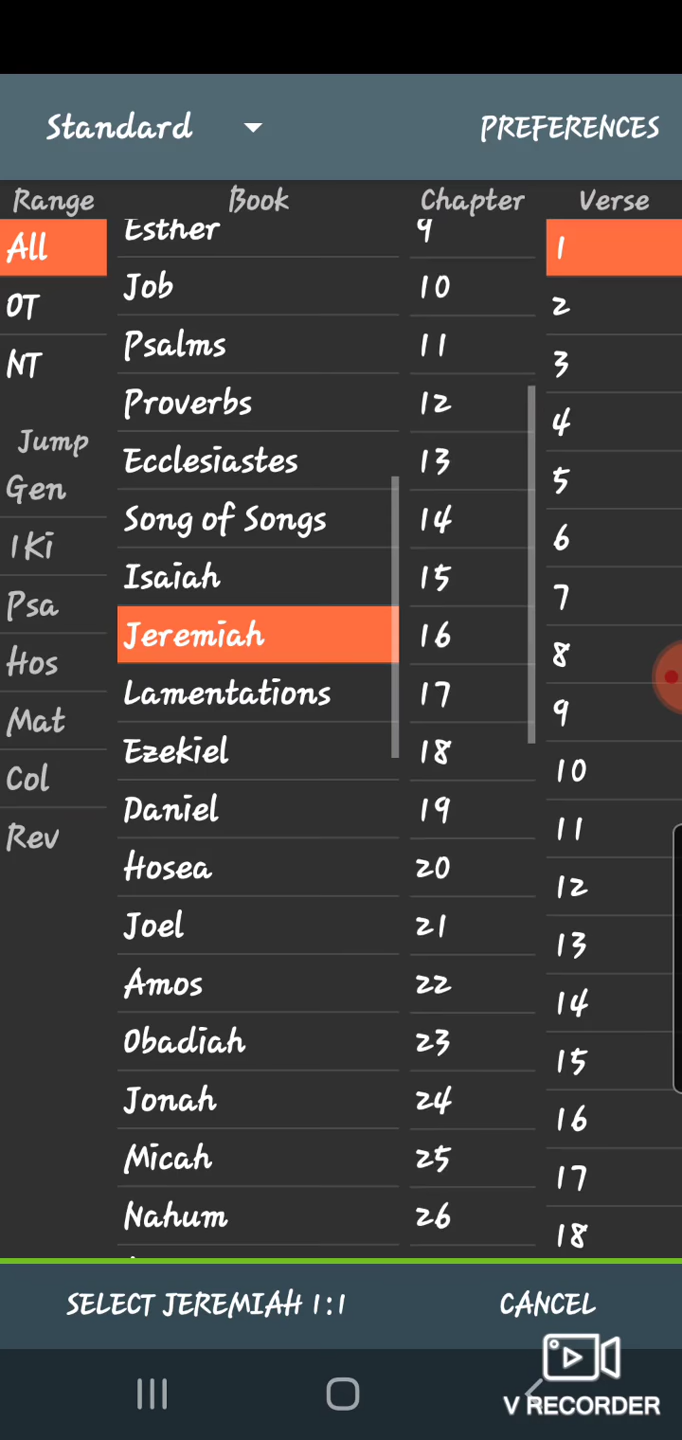 Standard PREFERENCES
Range Book Chapter Verse
All Esther 9 1
OT Job 10 2
NT Psalms 11 3
Proverbs 12 4
Jump Ecclesiastes 13 5
Gen Song of Songs 14 6
1 Ki Isaiah 15 7
Psa Jeremiah 16 8
Hos Lamentations 17 9
Mat Ezekiel 18 10
Col Daniel 19 11
Rev Hosea 20 12
Joel 21 13
Amos 22 14
Obadiah 23 15
Jonah 24 16
Micah 25 17
Nahum 26 18
SELECT JEREMIAH 1:1 CANCEL
V RECORDER